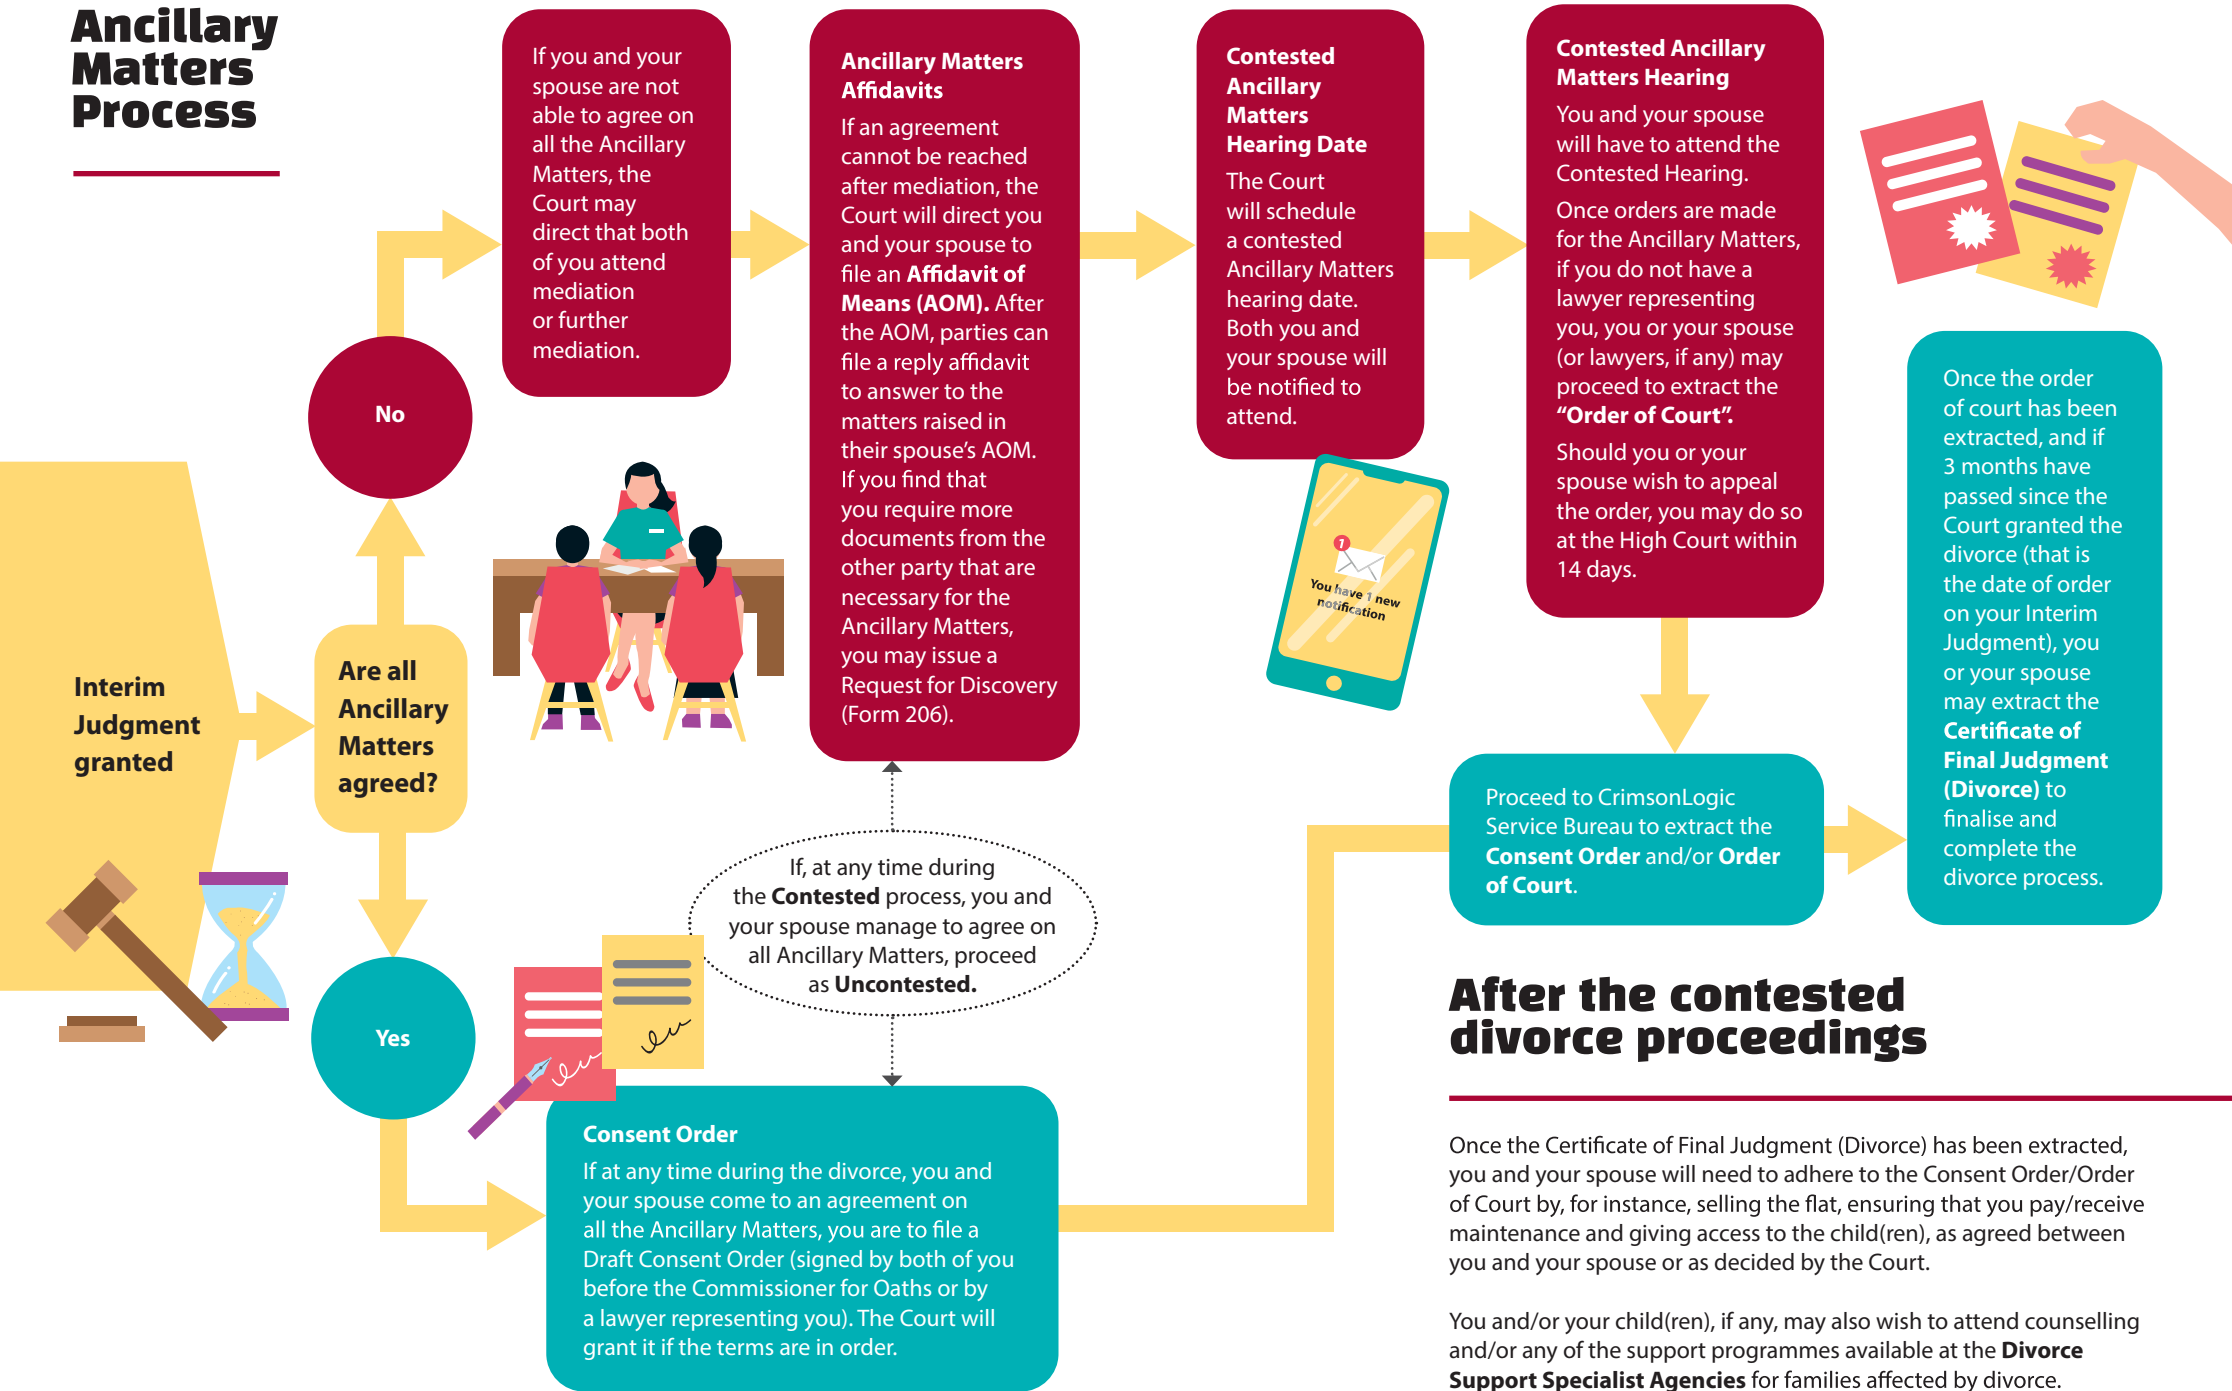 Ancillary
Matters
Process
Interim
Judgment
granted
Are all
Ancillary
Matters
agreed?
No
If you and your
spouse are not
able to agree on
all the Ancillary
Matters, the
Court may
direct that both
of you attend
mediation
or further
mediation.
Ancillary Matters
Affidavits
If an agreement
cannot be reached
after mediation, the
Court will direct you
and your spouse to
file an Affidavit of
Means (AOM). After
the AOM, parties can
file a reply affidavit
to answer to the
matters raised in
their spouse’s AOM.
If you find that
you require more
documents from the
other party that are
necessary for the
Ancillary Matters,
you may issue a
Request for Discovery
(Form 206).
Contested
Ancillary
Matters
Hearing Date
The Court
will schedule
a contested
Ancillary Matters
hearing date.
Both you and
your spouse will
be notified to
attend.
1
You have 1 new
notification
Contested Ancillary
Matters Hearing
You and your spouse
will have to attend the
Contested Hearing.
Once orders are made
for the Ancillary Matters,
if you do not have a
lawyer representing
you, you or your spouse
(or lawyers, if any) may
proceed to extract the
“Order of Court”.
Should you or your
spouse wish to appeal
the order, you may do so
at the High Court within
14 days.
If, at any time during
the Contested process, you and
your spouse manage to agree on
all Ancillary Matters, proceed
as Uncontested.
Yes
Consent Order
If at any time during the divorce, you and
your spouse come to an agreement on
all the Ancillary Matters, you are to file a
Draft Consent Order (signed by both of you
before the Commissioner for Oaths or by
a lawyer representing you). The Court will
grant it if the terms are in order.
Proceed to CrimsonLogic
Service Bureau to extract the
Consent Order and/or Order
of Court.
Once the order
of court has been
extracted, and if
3 months have
passed since the
Court granted the
divorce (that is
the date of order
on your Interim
Judgment), you
or your spouse
may extract the
Certificate of
Final Judgment
(Divorce) to
finalise and
complete the
divorce process.
After the contested
divorce proceedings
Once the Certificate of Final Judgment (Divorce) has been extracted,
you and your spouse will need to adhere to the Consent Order/Order
of Court by, for instance, selling the flat, ensuring that you pay/receive
maintenance and giving access to the child(ren), as agreed between
you and your spouse or as decided by the Court.
You and/or your child(ren), if any, may also wish to attend counselling
and/or any of the support programmes available at the Divorce
Support Specialist Agencies for families affected by divorce.